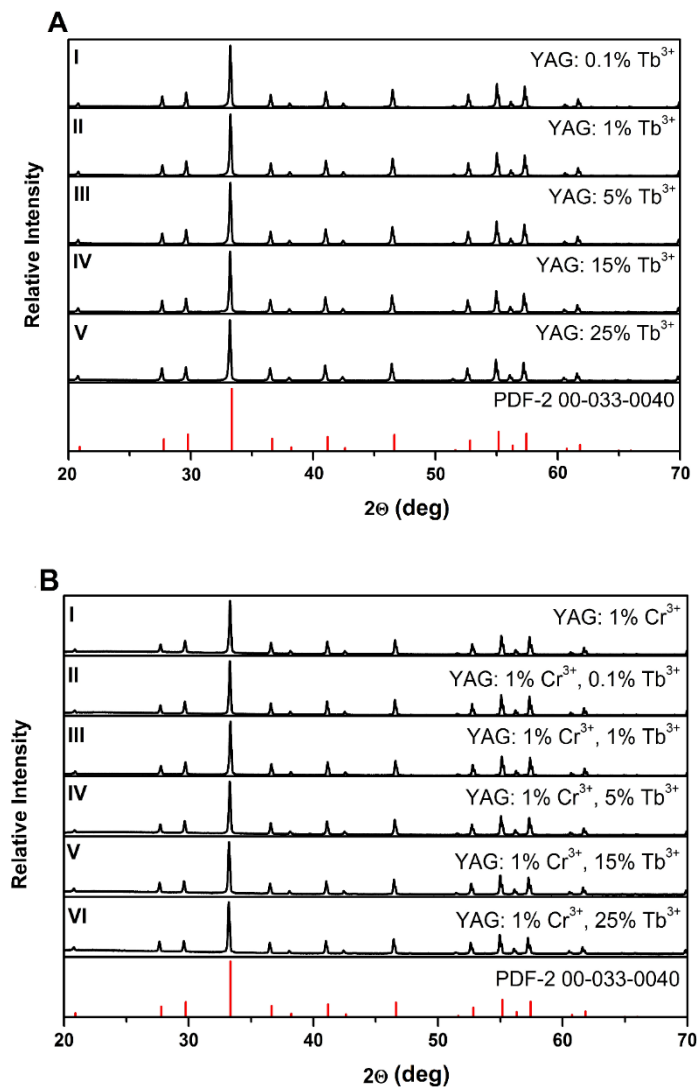 A
Relative Intensity
I
YAG: 0.1% Tb³⁺
II
YAG: 1% Tb³⁺
III
YAG: 5% Tb³⁺
IV
YAG: 15% Tb³⁺
V
YAG: 25% Tb³⁺
PDF-2 00-033-0040
20 30 40 50 60 70
2Θ (deg)
B
Relative Intensity
I
YAG: 1% Cr³⁺
II
YAG: 1% Cr³⁺, 0.1% Tb³⁺
III
YAG: 1% Cr³⁺, 1% Tb³⁺
IV
YAG: 1% Cr³⁺, 5% Tb³⁺
V
YAG: 1% Cr³⁺, 15% Tb³⁺
VI
YAG: 1% Cr³⁺, 25% Tb³⁺
PDF-2 00-033-0040
20 30 40 50 60 70
2Θ (deg)